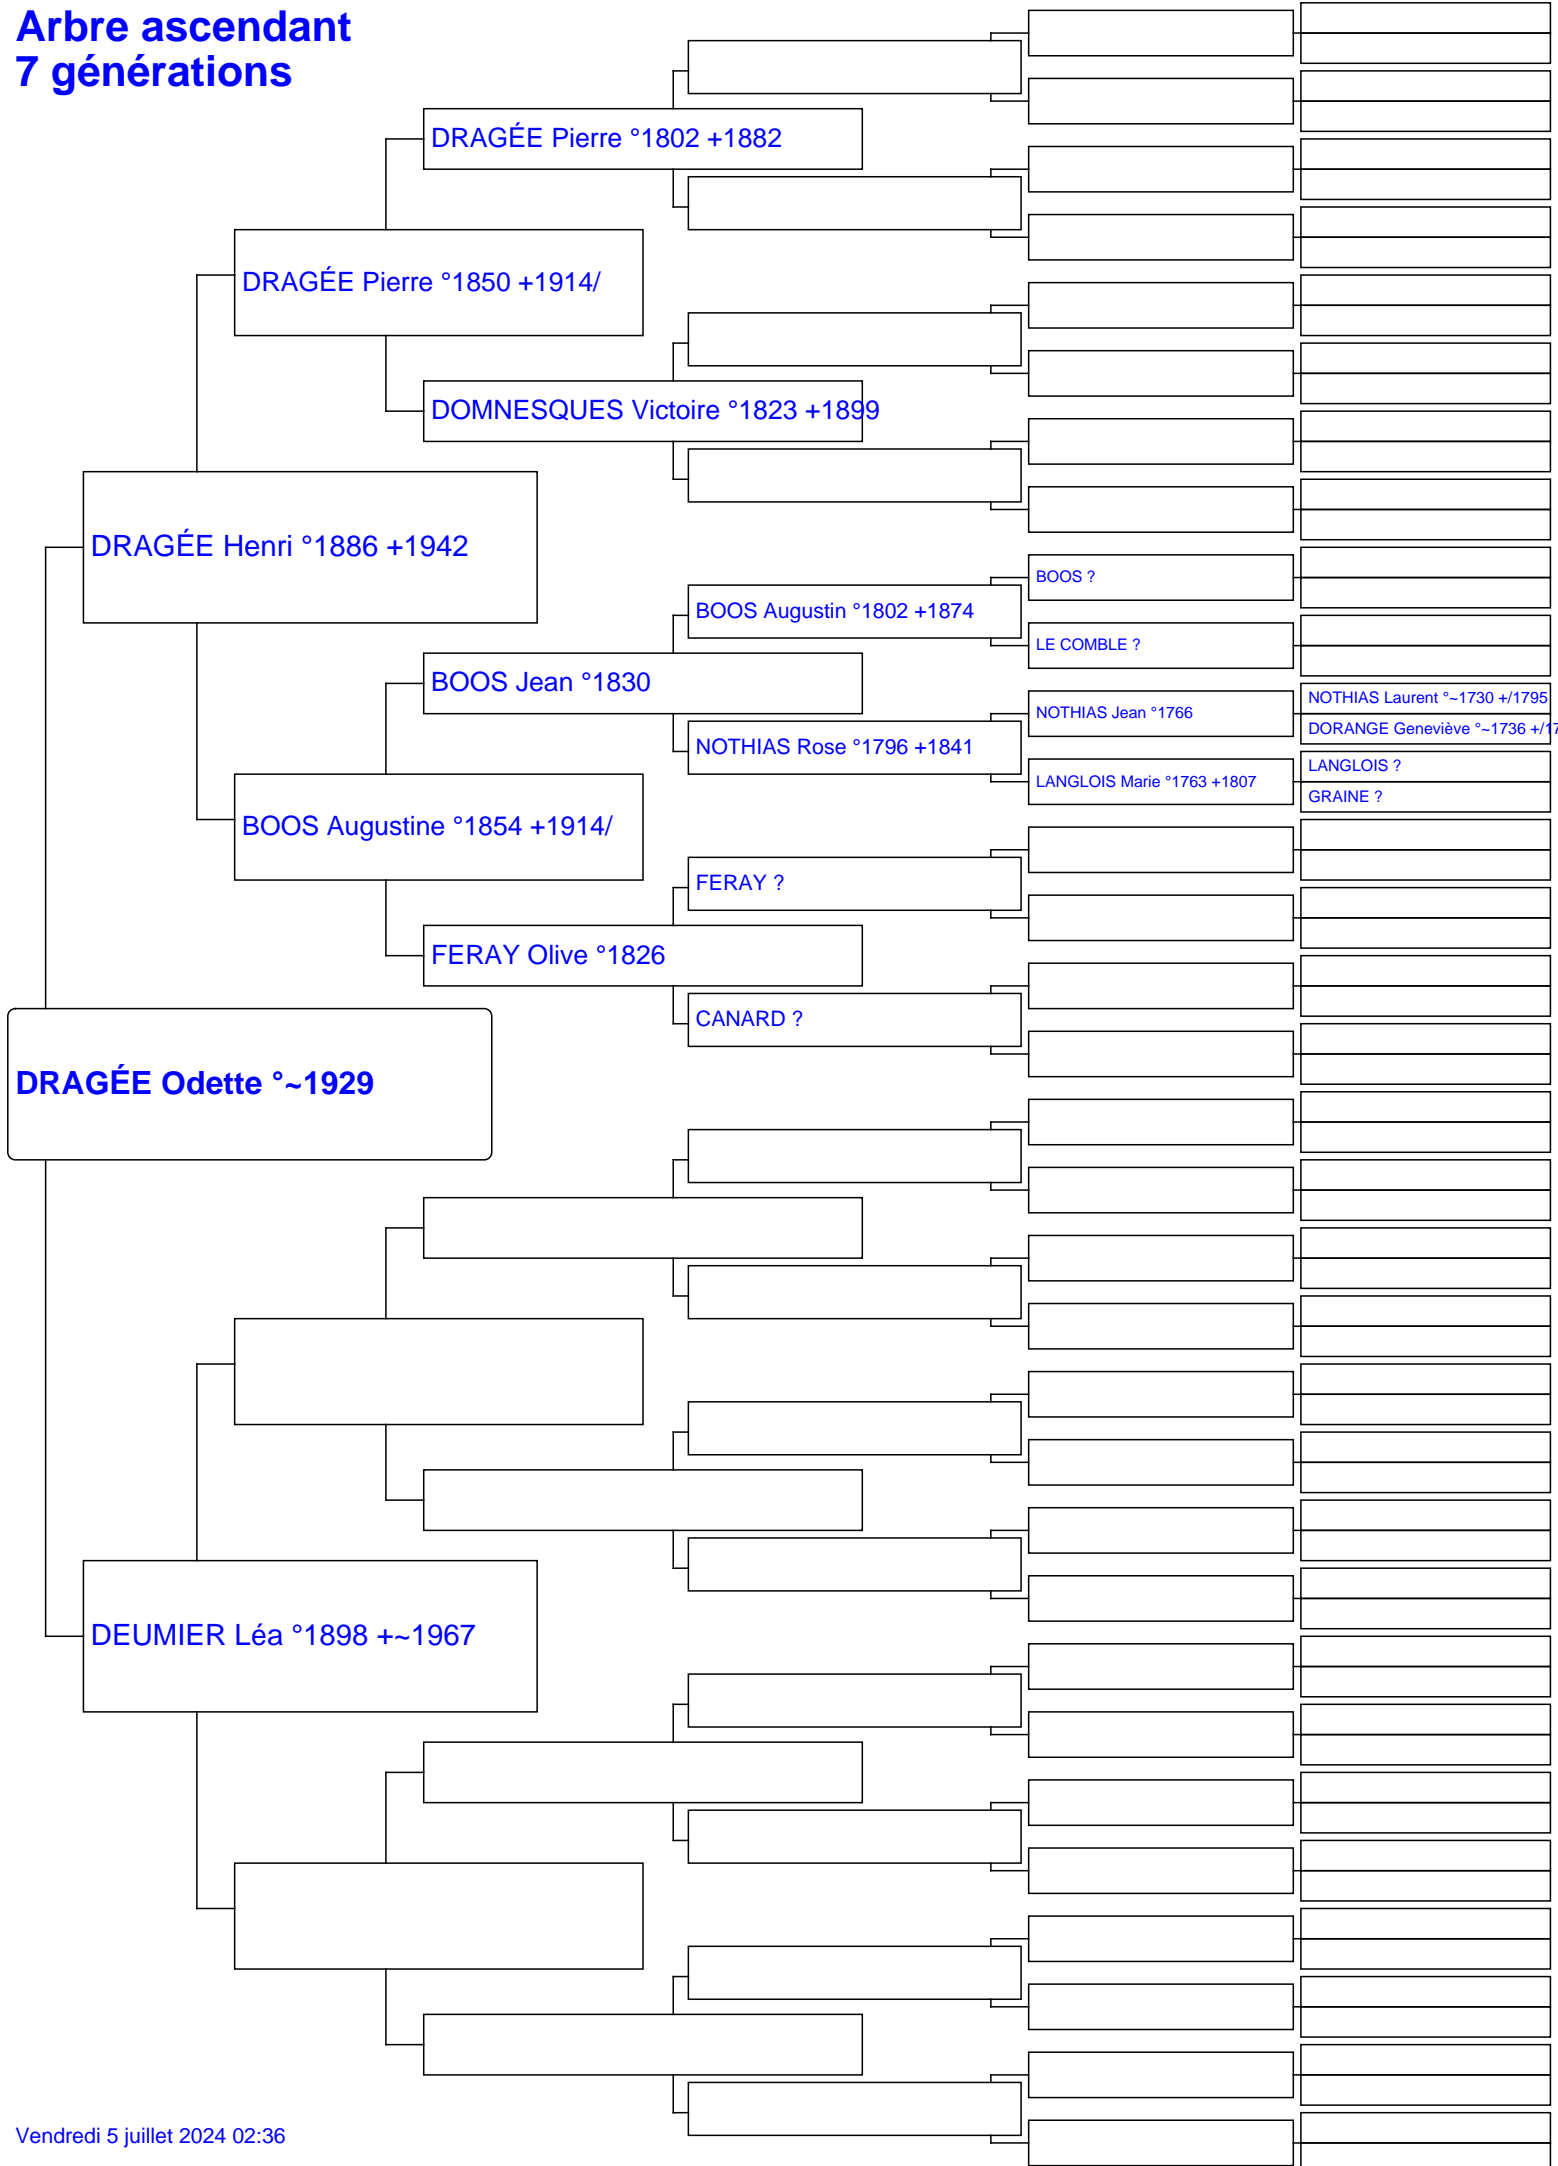 Arbre ascendant
7 générations
DRAGÉE Pierre °1802 +1882
DRAGÉE Pierre °1850 +1914/
DOMNESQUES Victoire °1823 +1899
DRAGÉE Henri °1886 +1942
BOOS ?
BOOS Augustin °1802 +1874
LE COMBLE ?
BOOS Jean °1830
NOTHIAS Laurent °~1730 +/1795
NOTHIAS Jean °1766
DORANGE Geneviève °~1736 +/17
NOTHIAS Rose °1796 +1841
LANGLOIS ?
LANGLOIS Marie °1763 +1807
GRAINE ?
BOOS Augustine °1854 +1914/
FERAY ?
FERAY Olive °1826
CANARD ?
DRAGÉE Odette °~1929
DEUMIER Léa °1898 +~1967
Vendredi 5 juillet 2024 02:36